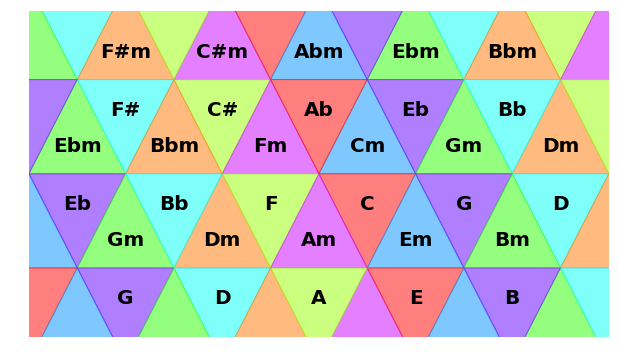 F#m C#m Abm Ebm Bbm
F# C# Ab Eb Bb
Ebm Bbm Fm Cm Gm Dm
Eb Bb F C G D
Gm Dm Am Em Bm
G D A E B